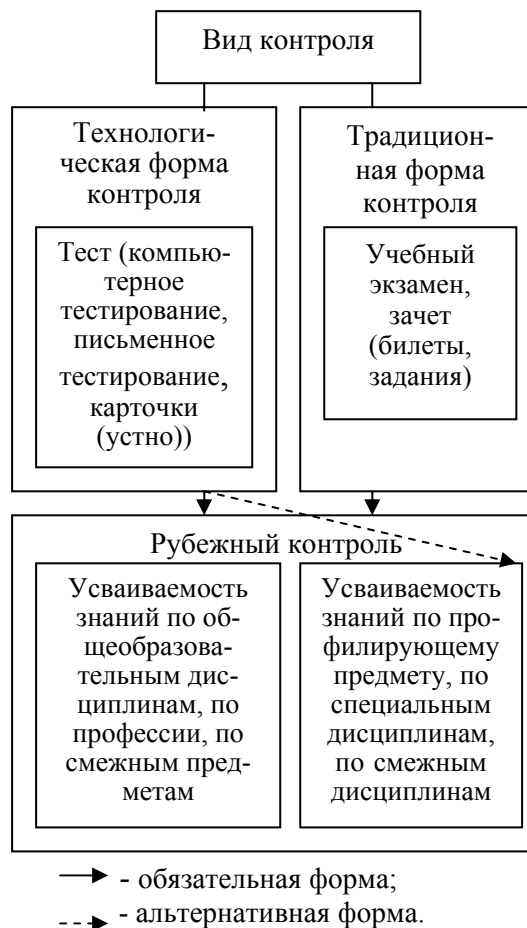 Вид контроля
Технологи-
ческая форма
контроля
Тест (компью-
терное
тестирование,
письменное
тестирование,
карточки
(устно))
Традицион-
ная форма
контроля
Учебный
экзамен,
зачет
(билеты,
задания)
Рубежный контроль
Усваиваемость
знаний по об-
щеобразова-
тельным дис-
циплинам, по
профессии, по
смежным пред-
метам
Усваиваемость
знаний по про-
филирующему
предмету, по
специальным
дисциплинам,
по смежным
дисциплинам
- обязательная форма;
- альтернативная форма.